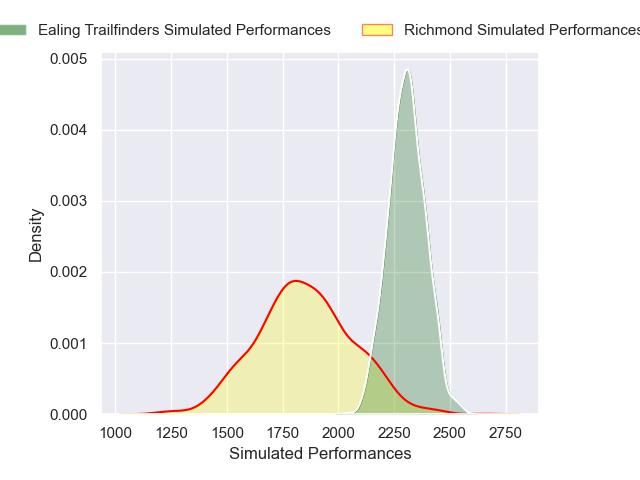 Ealing Trailfinders Simulated Performances
Richmond Simulated Performances
0.005
0.004
0.003
0.002
0.001
0.000
Density
1000 1250 1500 1750 2000 2250 2500 2750
Simulated Performances